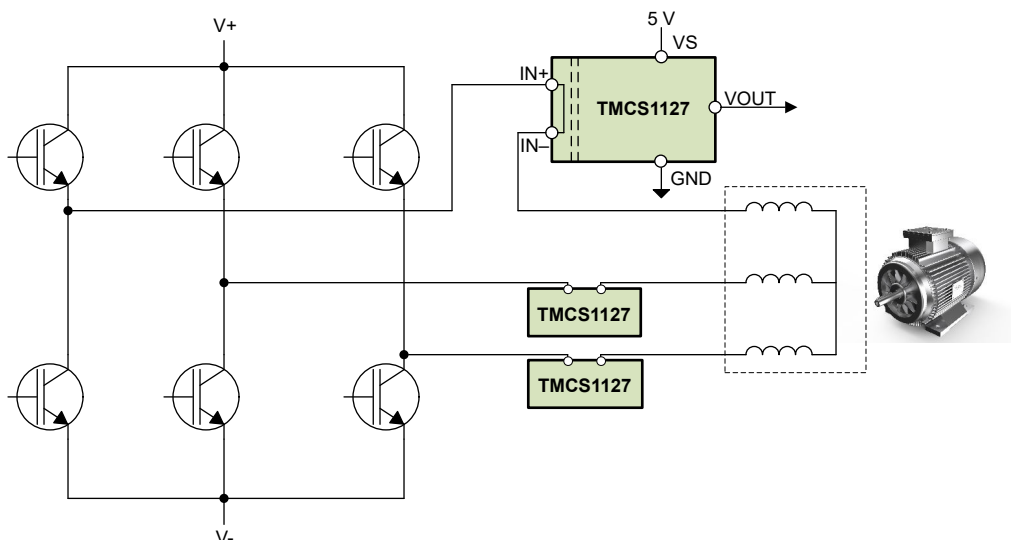 V+
5 V
VS
IN+
TMCS1127
VOUT
IN–
GND
TMCS1127
TMCS1127
V-